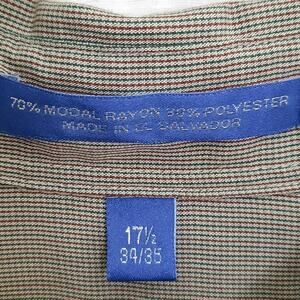 70% MODAL RAYON 30% POLYESTER
MADE IN EL SALVADOR
17½
34/35